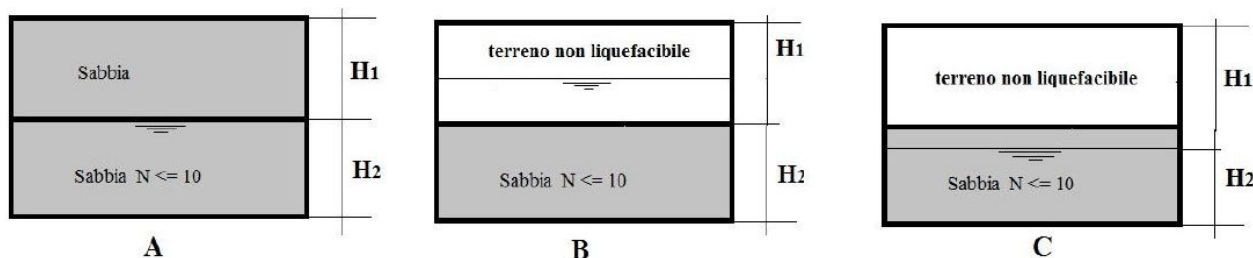 Sabbia
H1
Sabbia N <= 10
H2
A
terreno non liquefacibile
H1
Sabbia N <= 10
H2
B
terreno non liquefacibile
H1
Sabbia N <= 10
H2
C